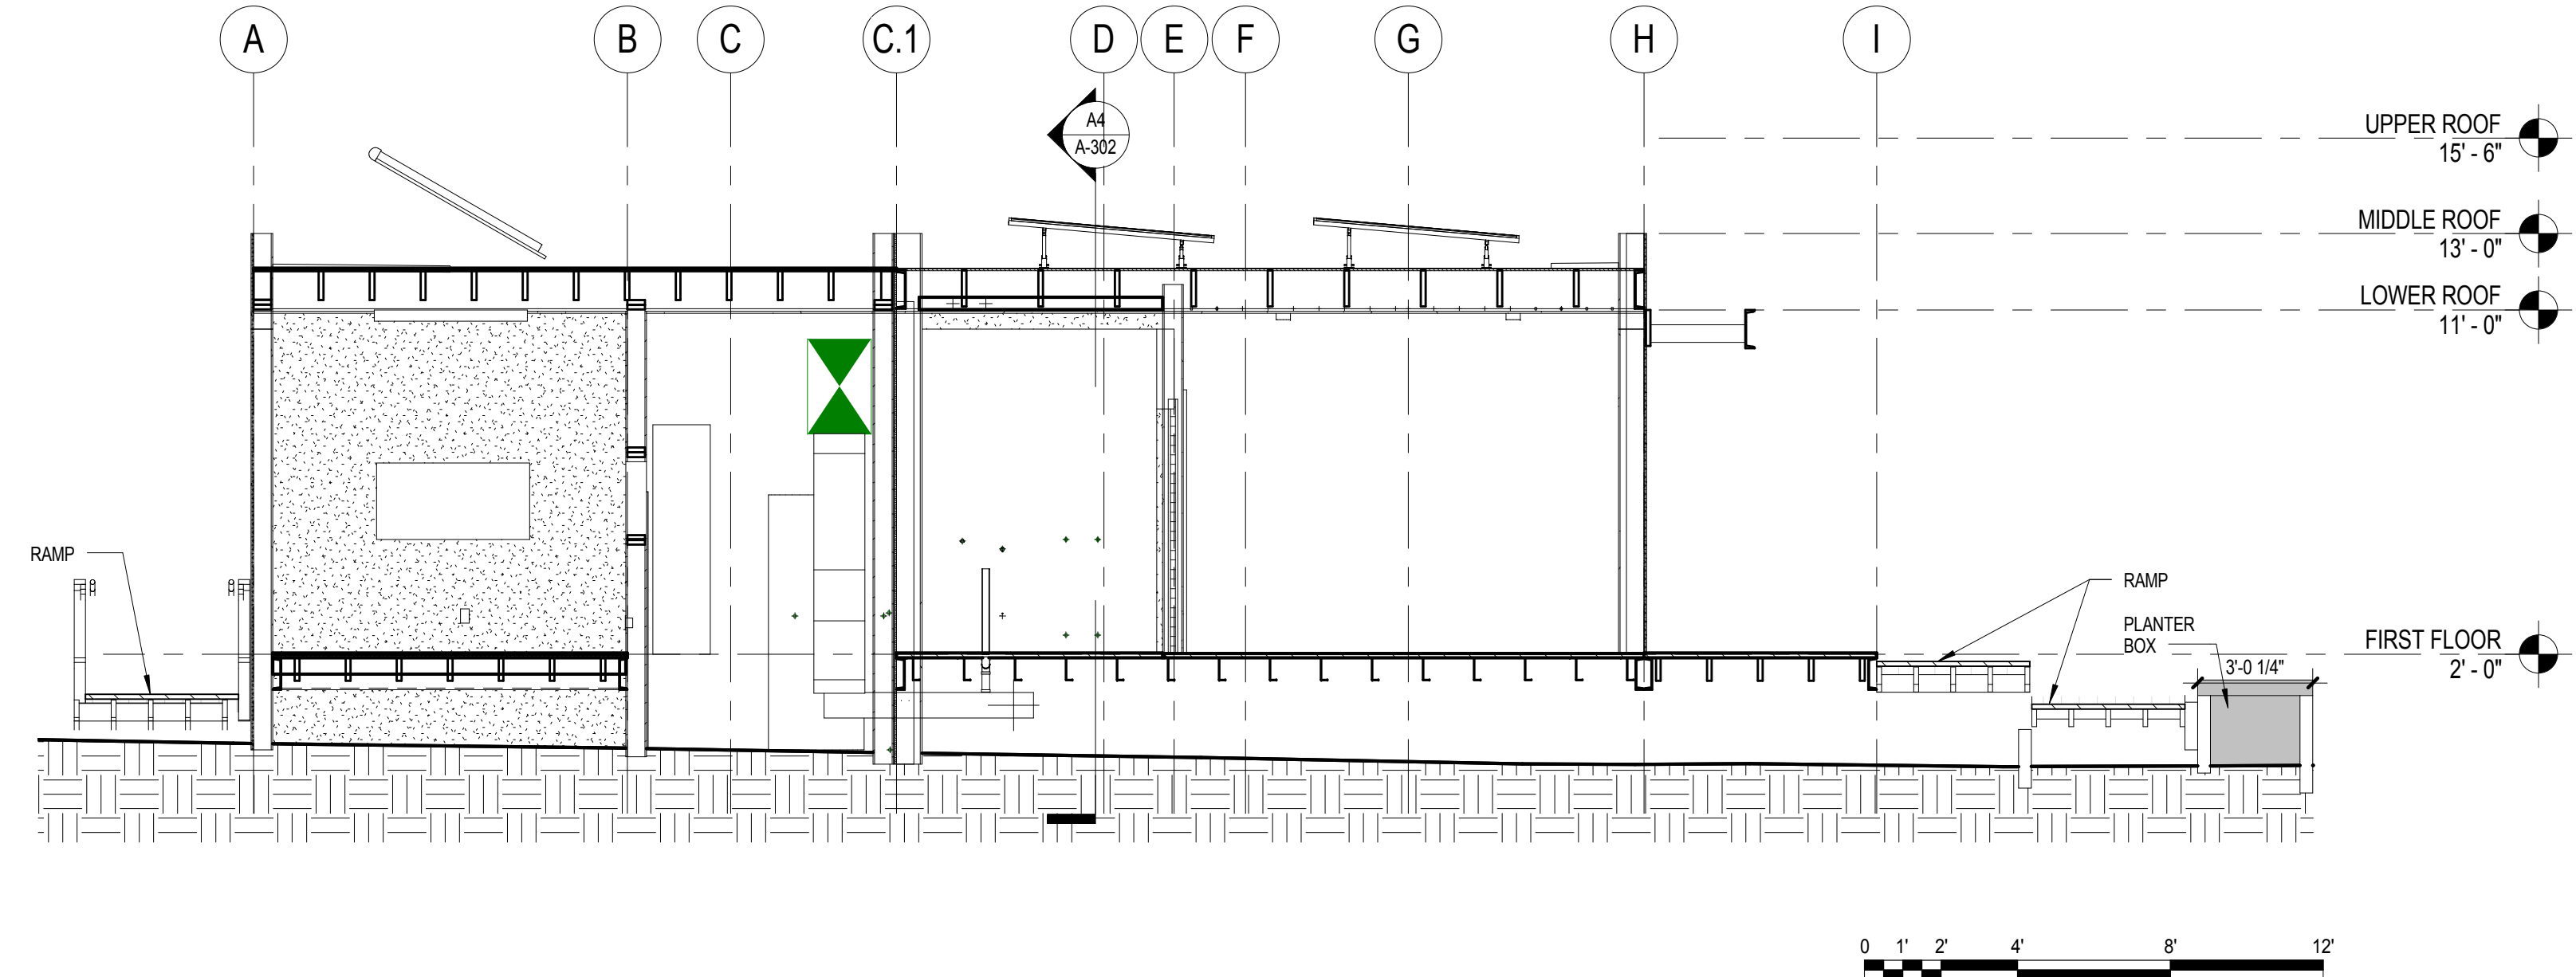 A
B
C
C.1
D
E
F
G
H
I
A4
A-302
UPPER ROOF
15' - 6"
MIDDLE ROOF
13' - 0"
LOWER ROOF
11' - 0"
RAMP
RAMP
PLANTER
BOX
3'-0 1/4"
FIRST FLOOR
2' - 0"
0 1' 2' 4' 8' 12'